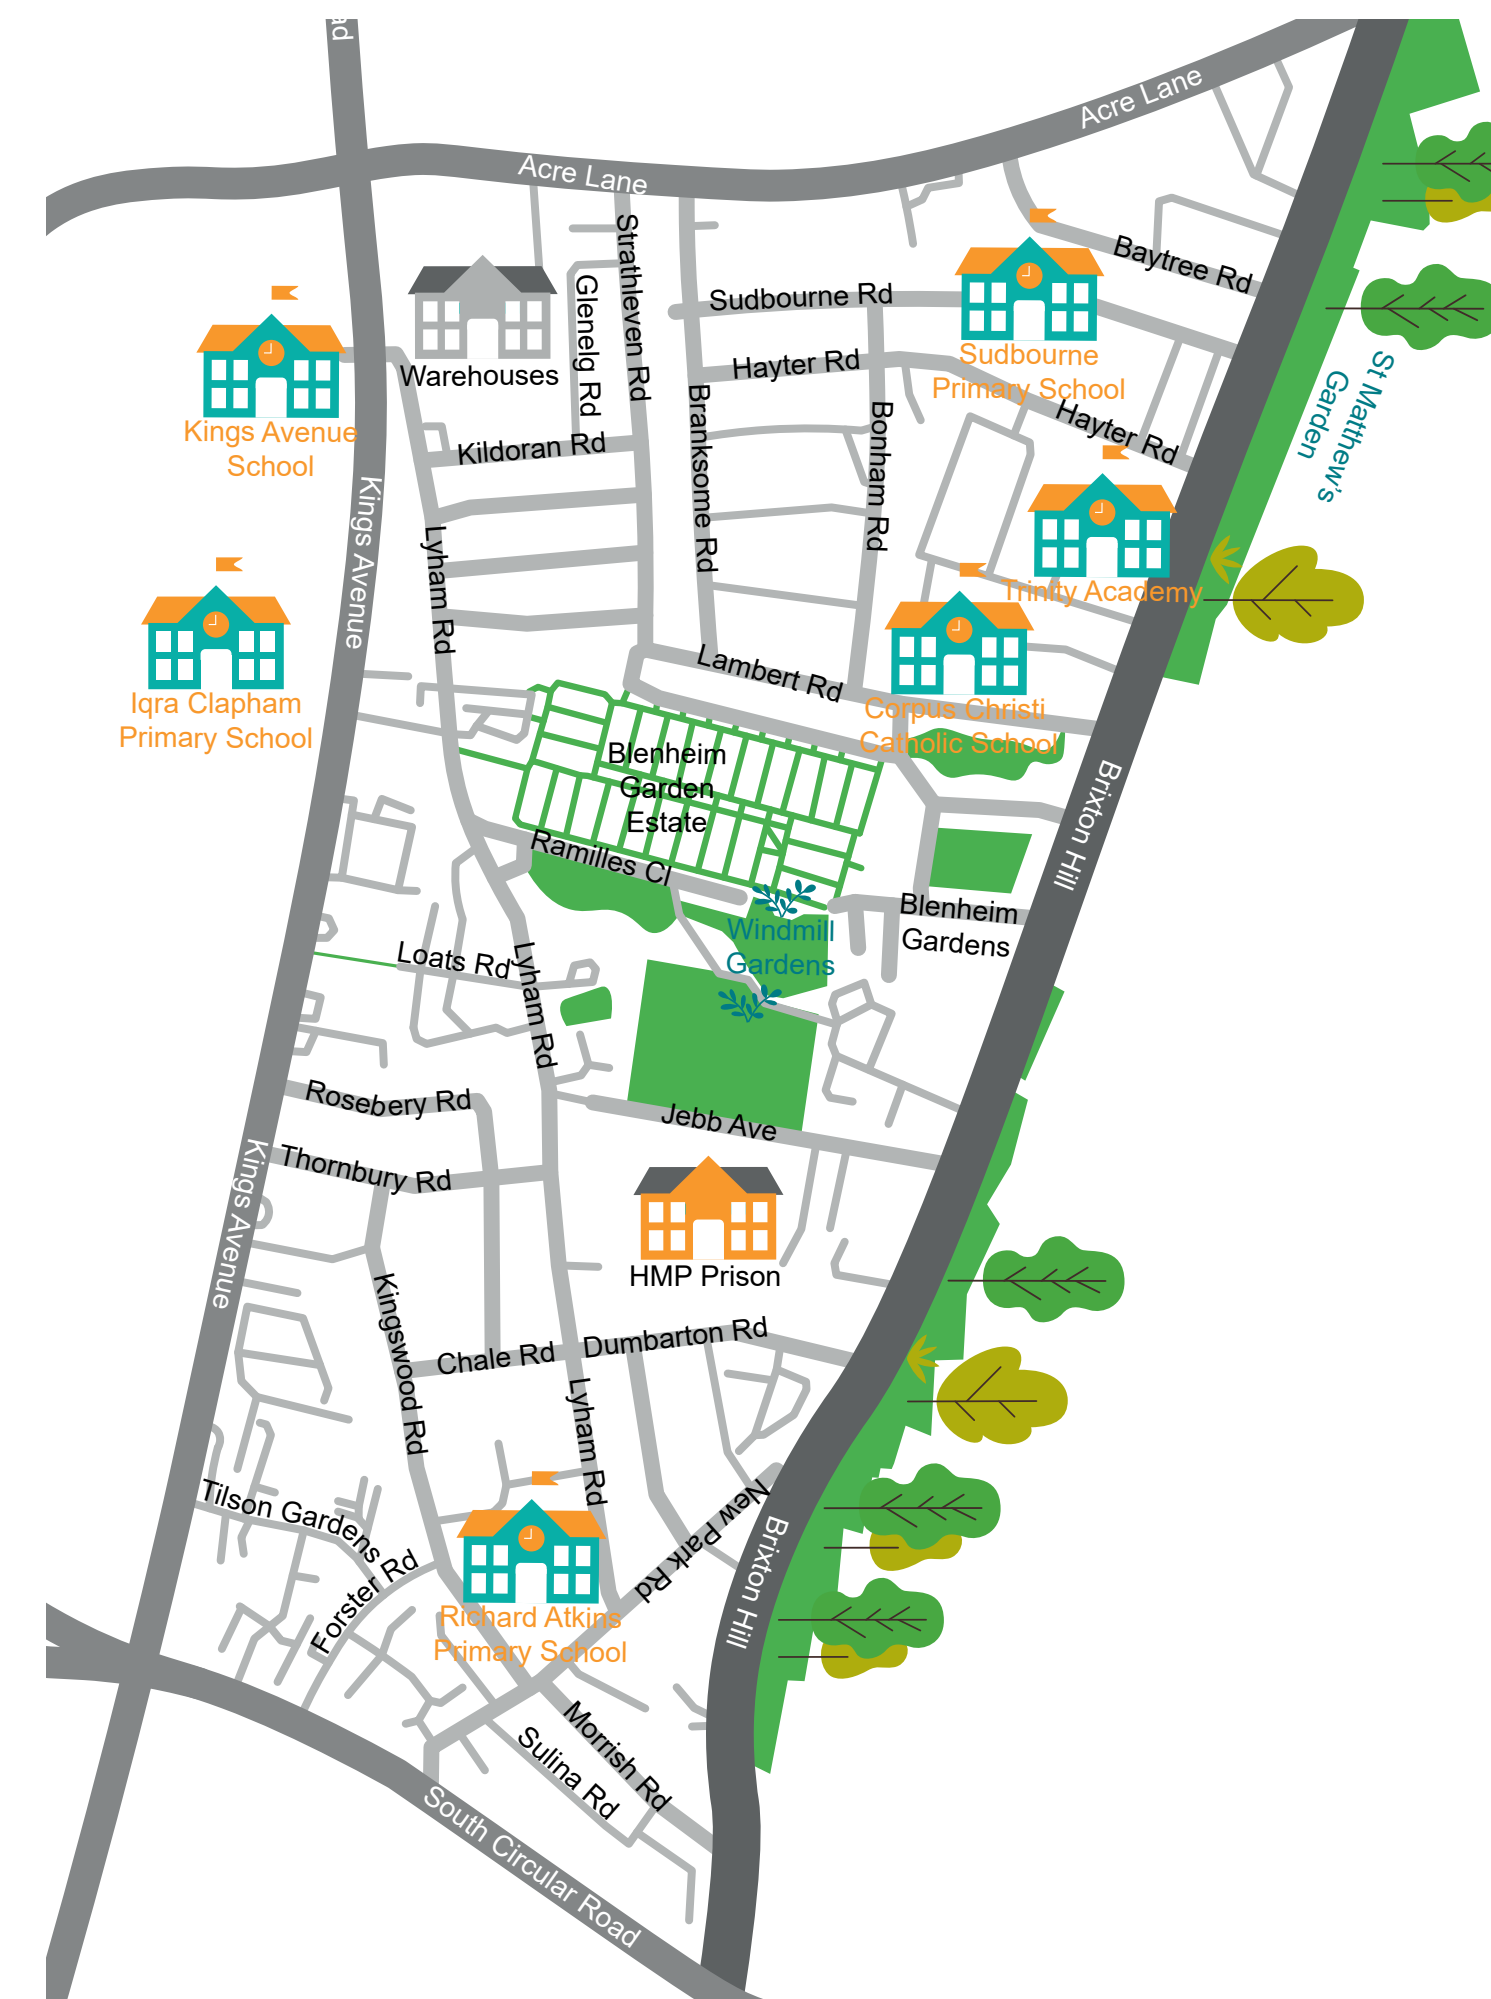 ad
Acre Lane
Acre Lane
Strathleven Rd
Glenelg Rd
Baytree Rd
Sudbourne Rd
Sudbourne
Primary School
Hayter Rd
Hayter Rd
St Matthew's
Garden
Warehouses
Kings Avenue
School
Kildoran Rd
Branksome Rd
Bonham Rd
Kings Avenue
Lyham Rd
Trinity Academy
Iqra Clapham
Primary School
Lambert Rd
Corpus Christi
Catholic School
Blenheim
Garden
Estate
Brixton Hill
Ramilles Cl
Blenheim
Gardens
Windmill
Gardens
Loats Rd
Lyham Rd
Rosebery Rd
Jebb Ave
Thornbury Rd
Kings Avenue
HMP Prison
Kingswood Rd
Chale Rd
Dumbarton Rd
Lyham Rd
New Park Rd
Tilson Gardens
Forster Rd
Brixton Hill
Richard Atkins
Primary School
Morrish Rd
Sulina Rd
South Circular Road